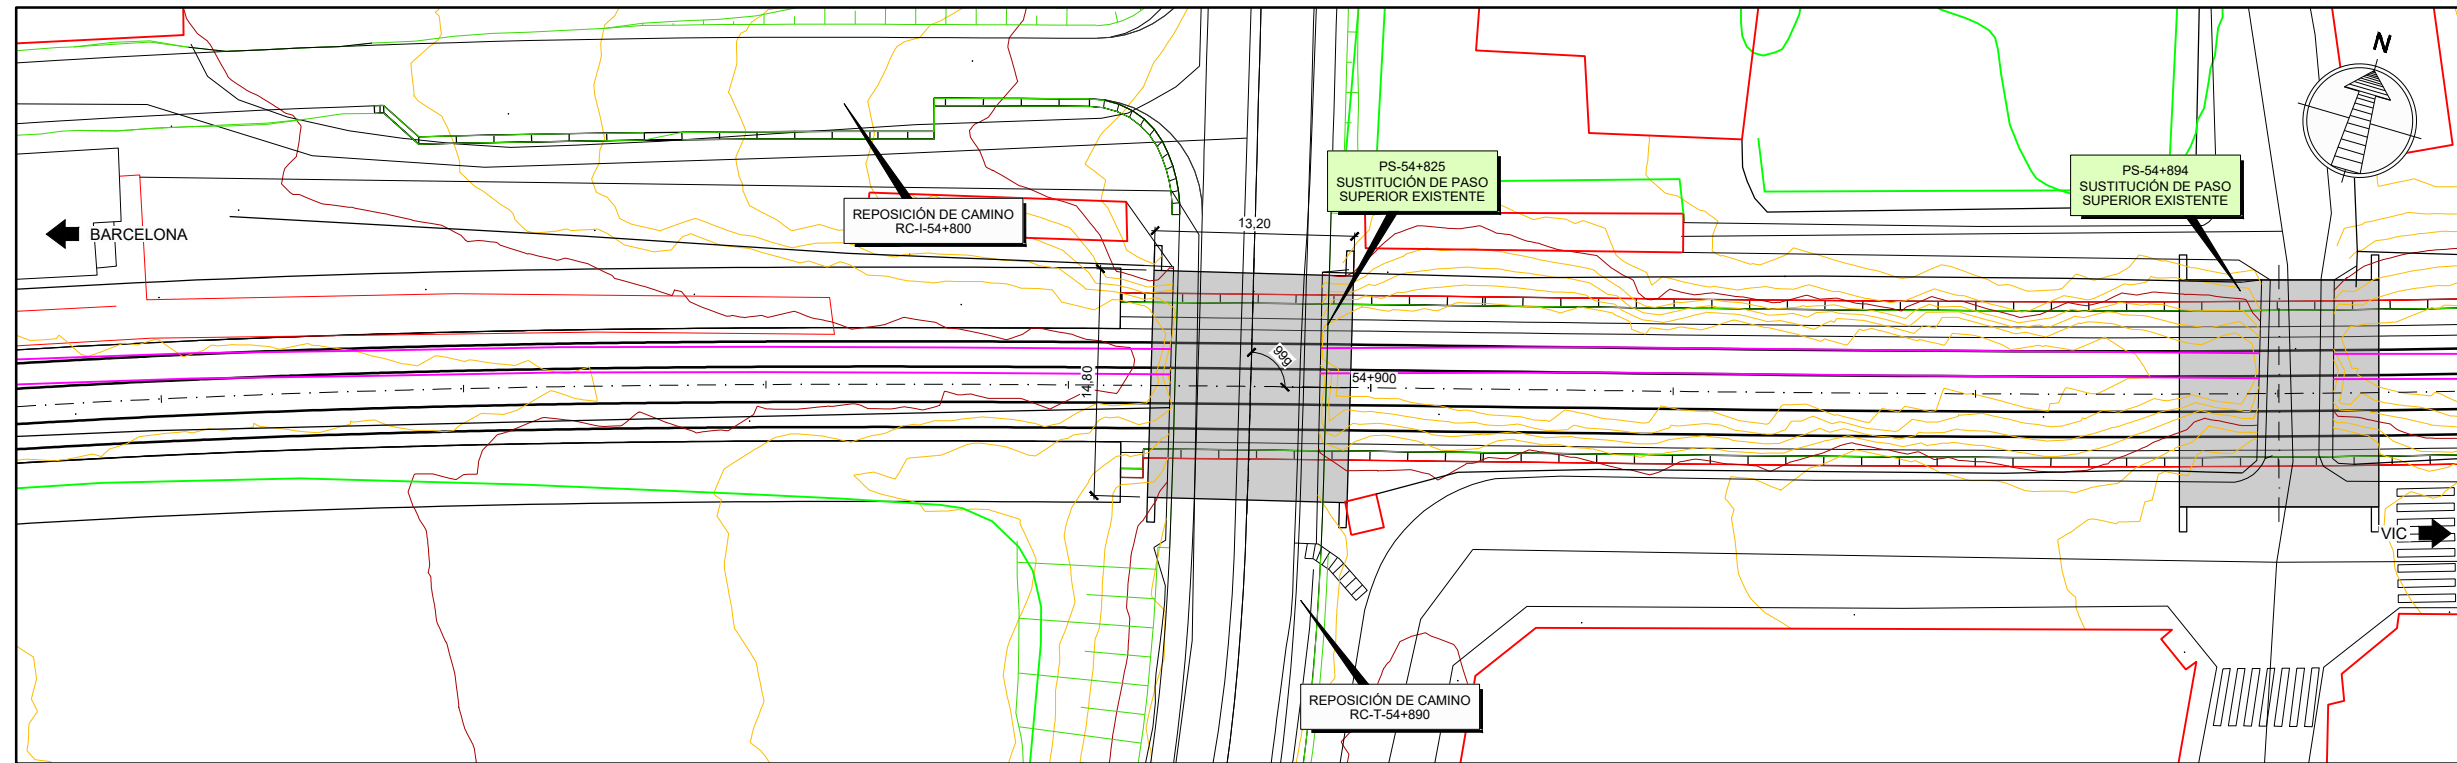 N
PS-54+825
SUSTITUCIÓN DE PASO
SUPERIOR EXISTENTE
PS-54+894
SUSTITUCIÓN DE PASO
SUPERIOR EXISTENTE
REPOSICIÓN DE CAMINO
RC-I-54+800
BARCELONA
13,20
99g
14,80
54+900
VIC
REPOSICIÓN DE CAMINO
RC-T-54+890